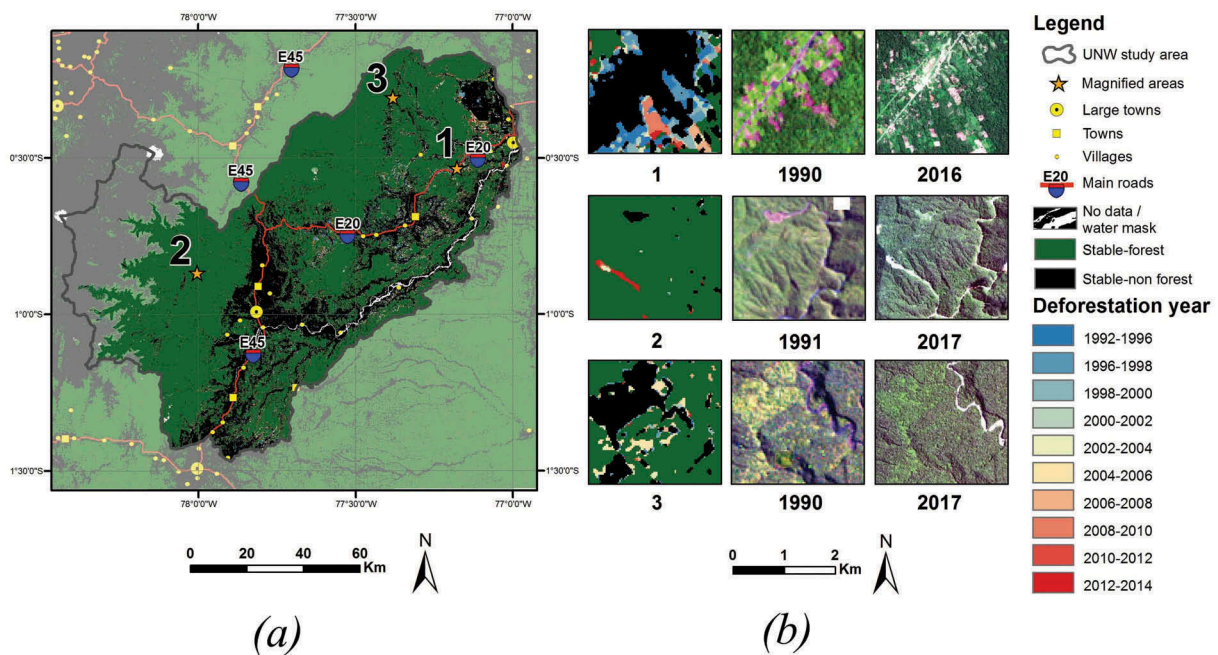 78°0'0"W
77°30'0"W
77°0'0"W
E45
3
1
E20
0°30'0"S
0°30'0"S
E45
E20
2
1°0'0"S
1°0'0"S
E45
1°30'0"S
1°30'0"S
78°0'0"W
77°30'0"W
77°0'0"W
0 20 40 60
Km
N
(a)
1 1990 2016
2 1991 2017
3 1990 2017
0 1 2
Km
N
(b)
Legend
UNW study area
Magnified areas
Large towns
Towns
Villages
E20
Main roads
No data /
water mask
Stable-forest
Stable-non forest
Deforestation year
1992-1996
1996-1998
1998-2000
2000-2002
2002-2004
2004-2006
2006-2008
2008-2010
2010-2012
2012-2014